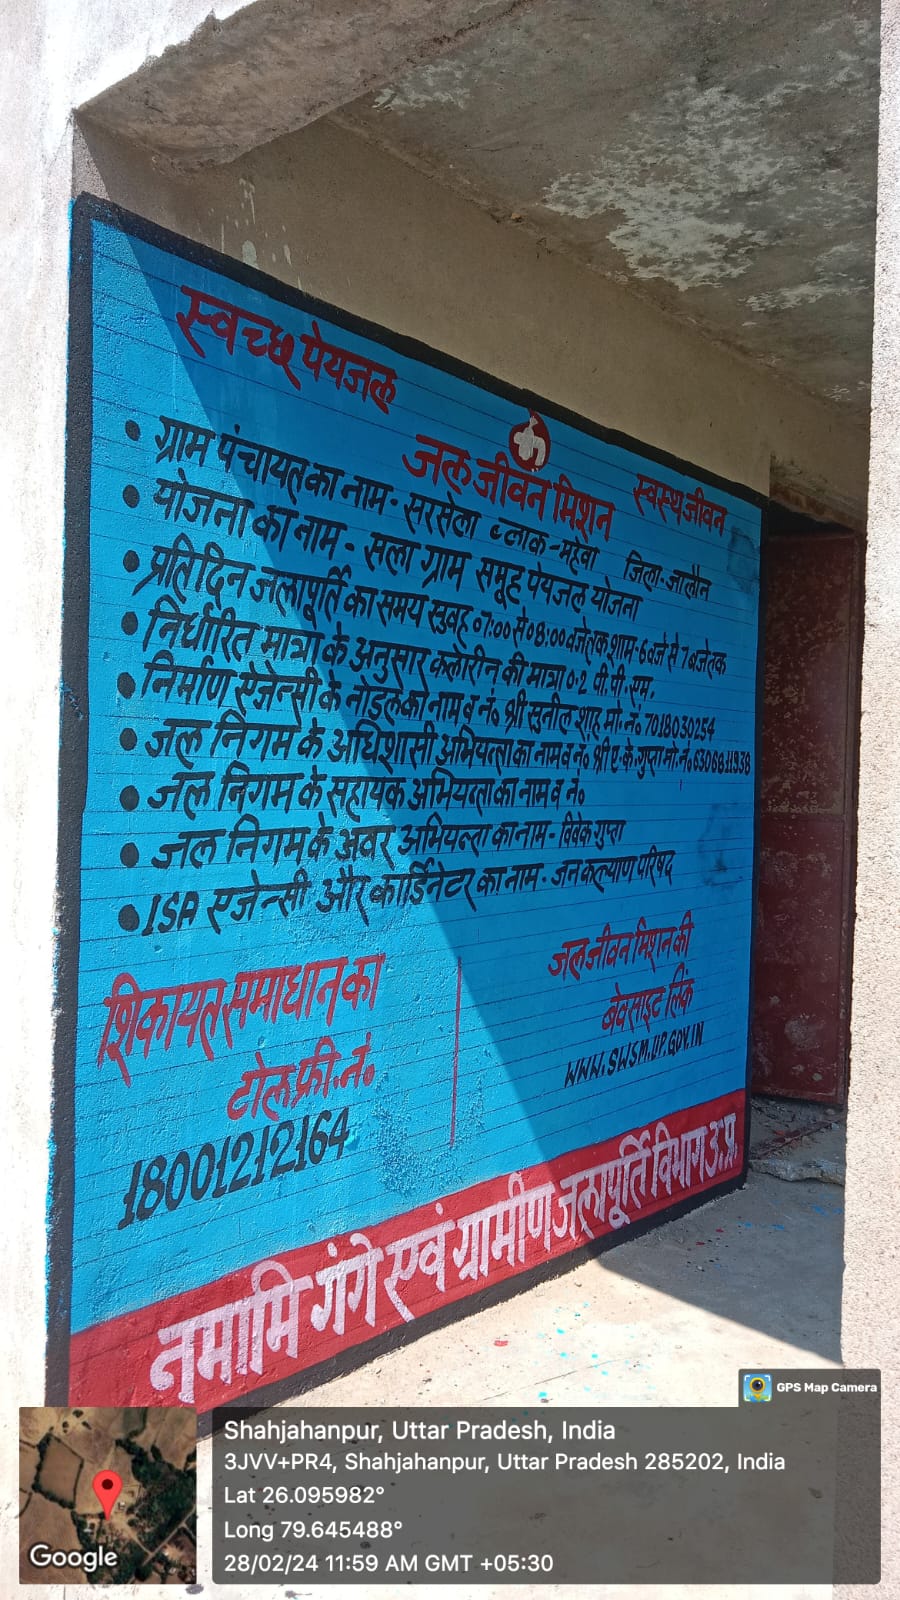 स्वच्छ पेयजल
जल जीवन मिशन
स्वस्थ जीवन
• ग्राम पंचायत का नाम - सरसेला ब्लाक - महेवा जिला - जालौन
• योजना का नाम - सला ग्राम समूह पेयजल योजना
• प्रतिदिन जलापूर्ति का समय सुबह 07:00 से 08:00 बजे तक शाम - 6 बजे से 7 बजे तक
• निर्धारित मात्रा के अनुसार क्लोरीन की मात्रा 0.2 पी.पी.एम.
• निर्माण ऐजेन्सी के नोडल का नाम व नं० श्री सुनील शाह मो.नं. 7018030254
• जल निगम के अधिशासी अभियन्ता का नाम व नं० श्री ए.के.गुप्ता मो.नं.6306811938
• जल निगम के सहायक अभियन्ता का नाम व नं०
• जल निगम के अवर अभियन्ता का नाम - विवेक गुप्ता
• ISA एजेन्सी और कार्डिनेटर का नाम - जन कल्याण परिषद
शिकायत समाधान का
टोल फ्री. नं.
18001212164
जल जीवन मिशन की
बेवसाइट लिंक
WWW.SWSM.UP.GOV.IN
नमामि गंगे एवं ग्रामीण जलापूर्ति विभाग उ.प्र.
GPS Map Camera
Shahjahanpur, Uttar Pradesh, India
3JVV+PR4, Shahjahanpur, Uttar Pradesh 285202, India
Lat 26.095982°
Long 79.645488°
28/02/24 11:59 AM GMT +05:30
Google